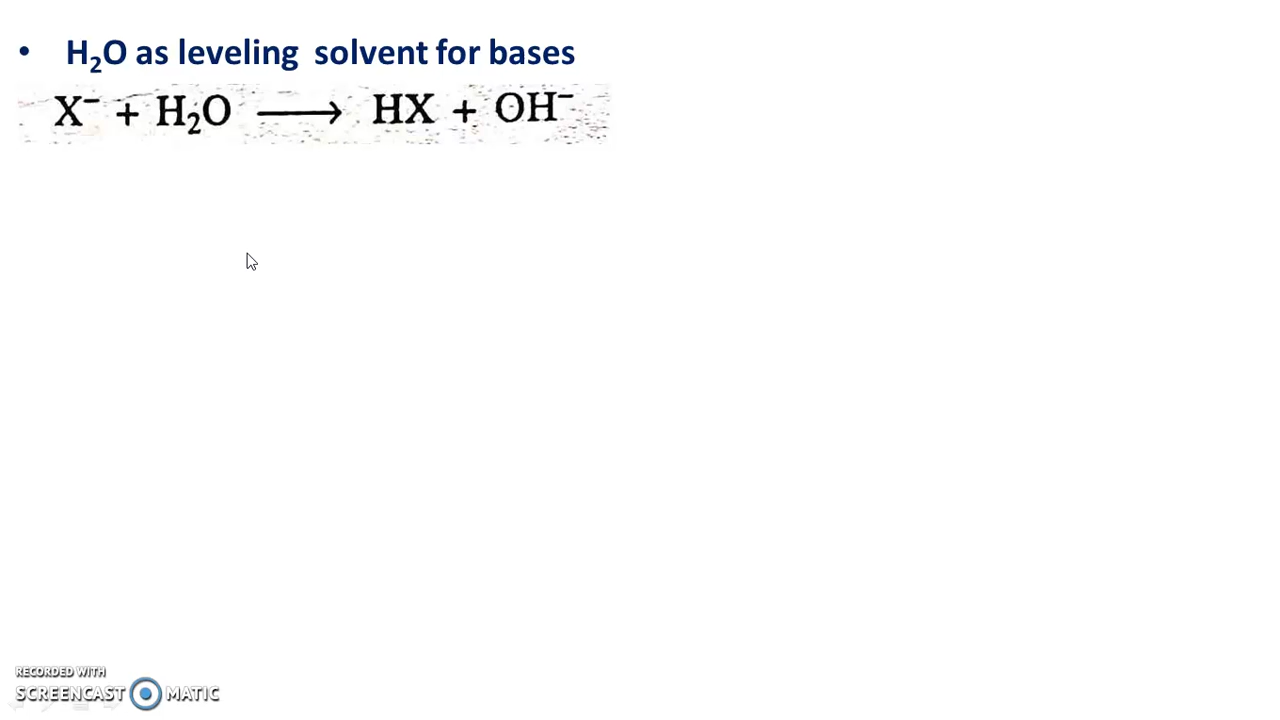 • H₂O as leveling solvent for bases
X⁻ + H₂O ⟶ HX + OH⁻
RECORDED WITH
SCREENCAST MATIC